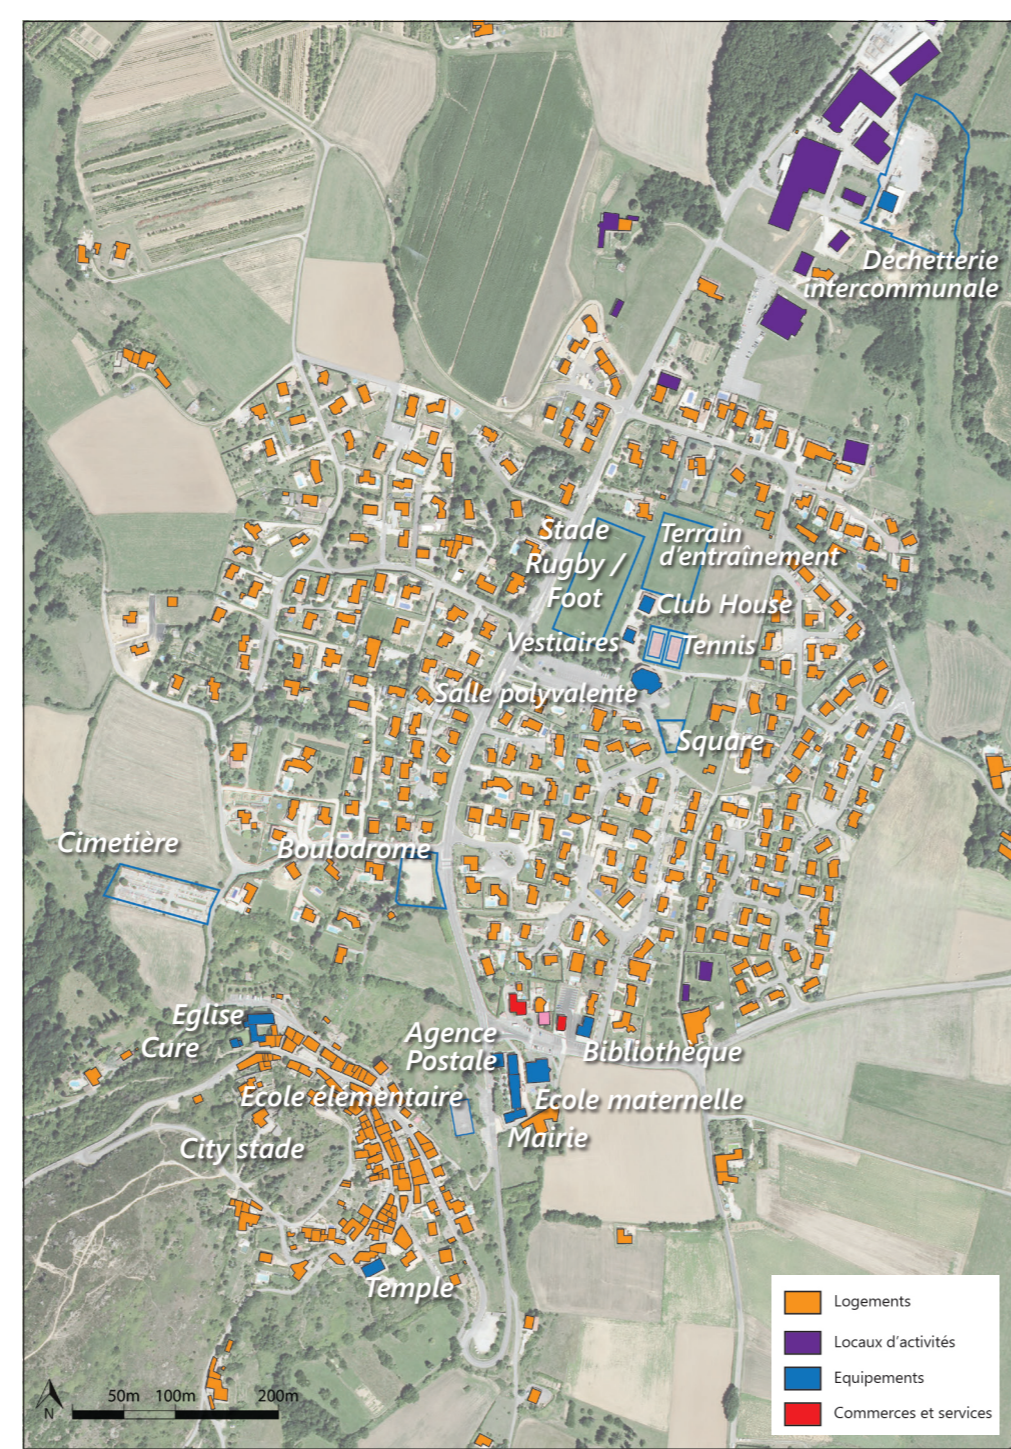 Déchetterie
intercommunale
Stade
Rugby /
Foot
Terrain
d'entraînement
Club House
Vestiaires
Tennis
Salle polyvalente
Square
Cimetière
Boulodrome
Eglise
Cure
Agence
Postale
Bibliothèque
Ecole élémentaire
Ecole maternelle
Mairie
City stade
Temple
Logements
Locaux d'activités
Equipements
Commerces et services
N
50m 100m 200m